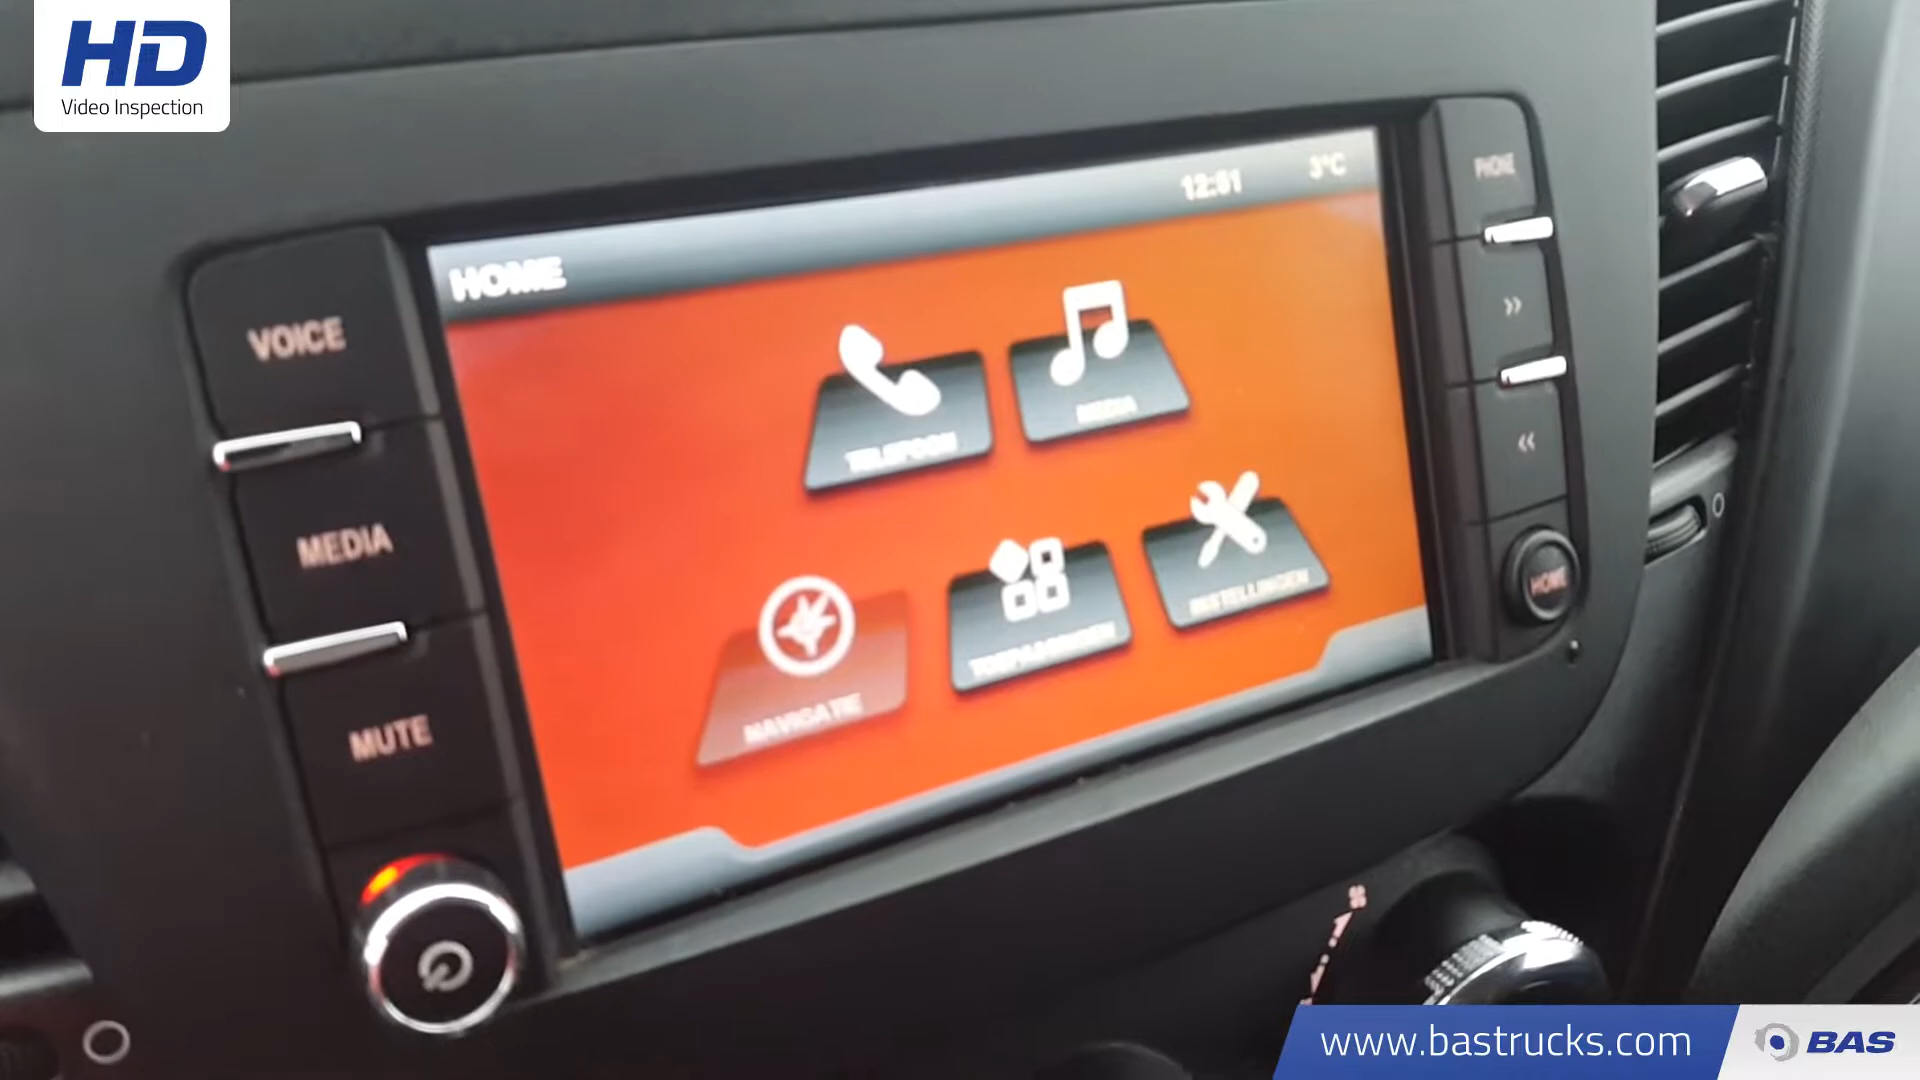 HD
Video Inspection
HOME
12:51
3°C
VOICE
MEDIA
MUTE
TELEFOON
MEDIA
NAVIGATIE
TOEPASSINGEN
INSTELLINGEN
PHONE
>>
<<
HOME
www.bastrucks.com
BAS